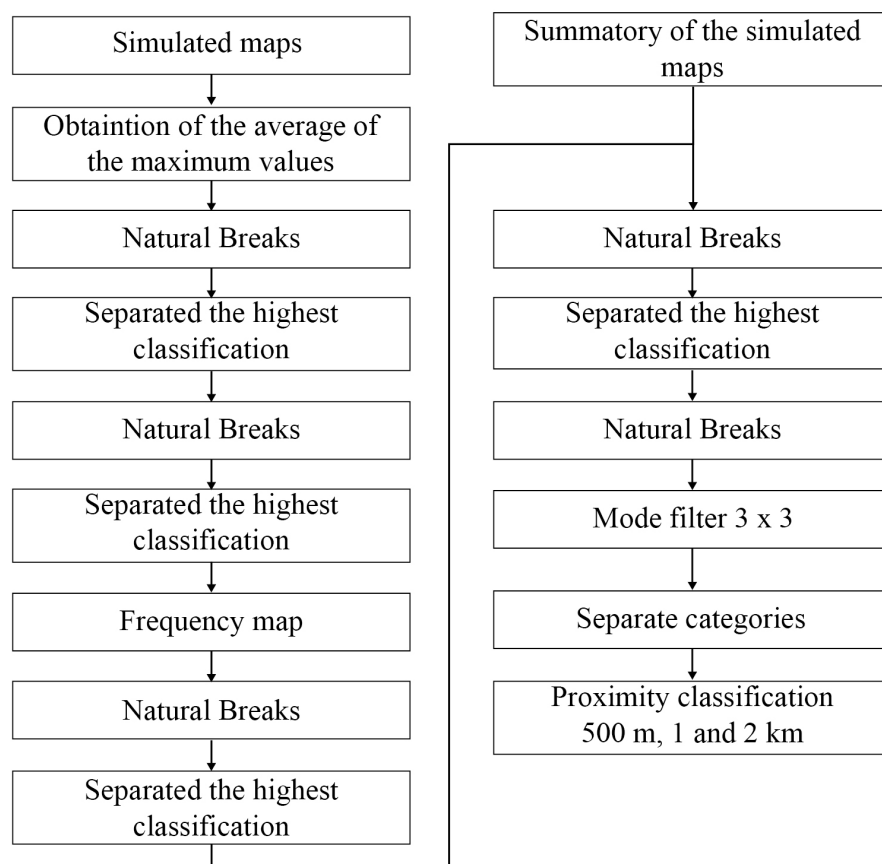 Simulated maps
Obtaintion of the average of
the maximum values
Natural Breaks
Separated the highest
classification
Natural Breaks
Separated the highest
classification
Frequency map
Natural Breaks
Separated the highest
classification
Summatory of the simulated
maps
Natural Breaks
Separated the highest
classification
Natural Breaks
Mode filter 3 x 3
Separate categories
Proximity classification
500 m, 1 and 2 km